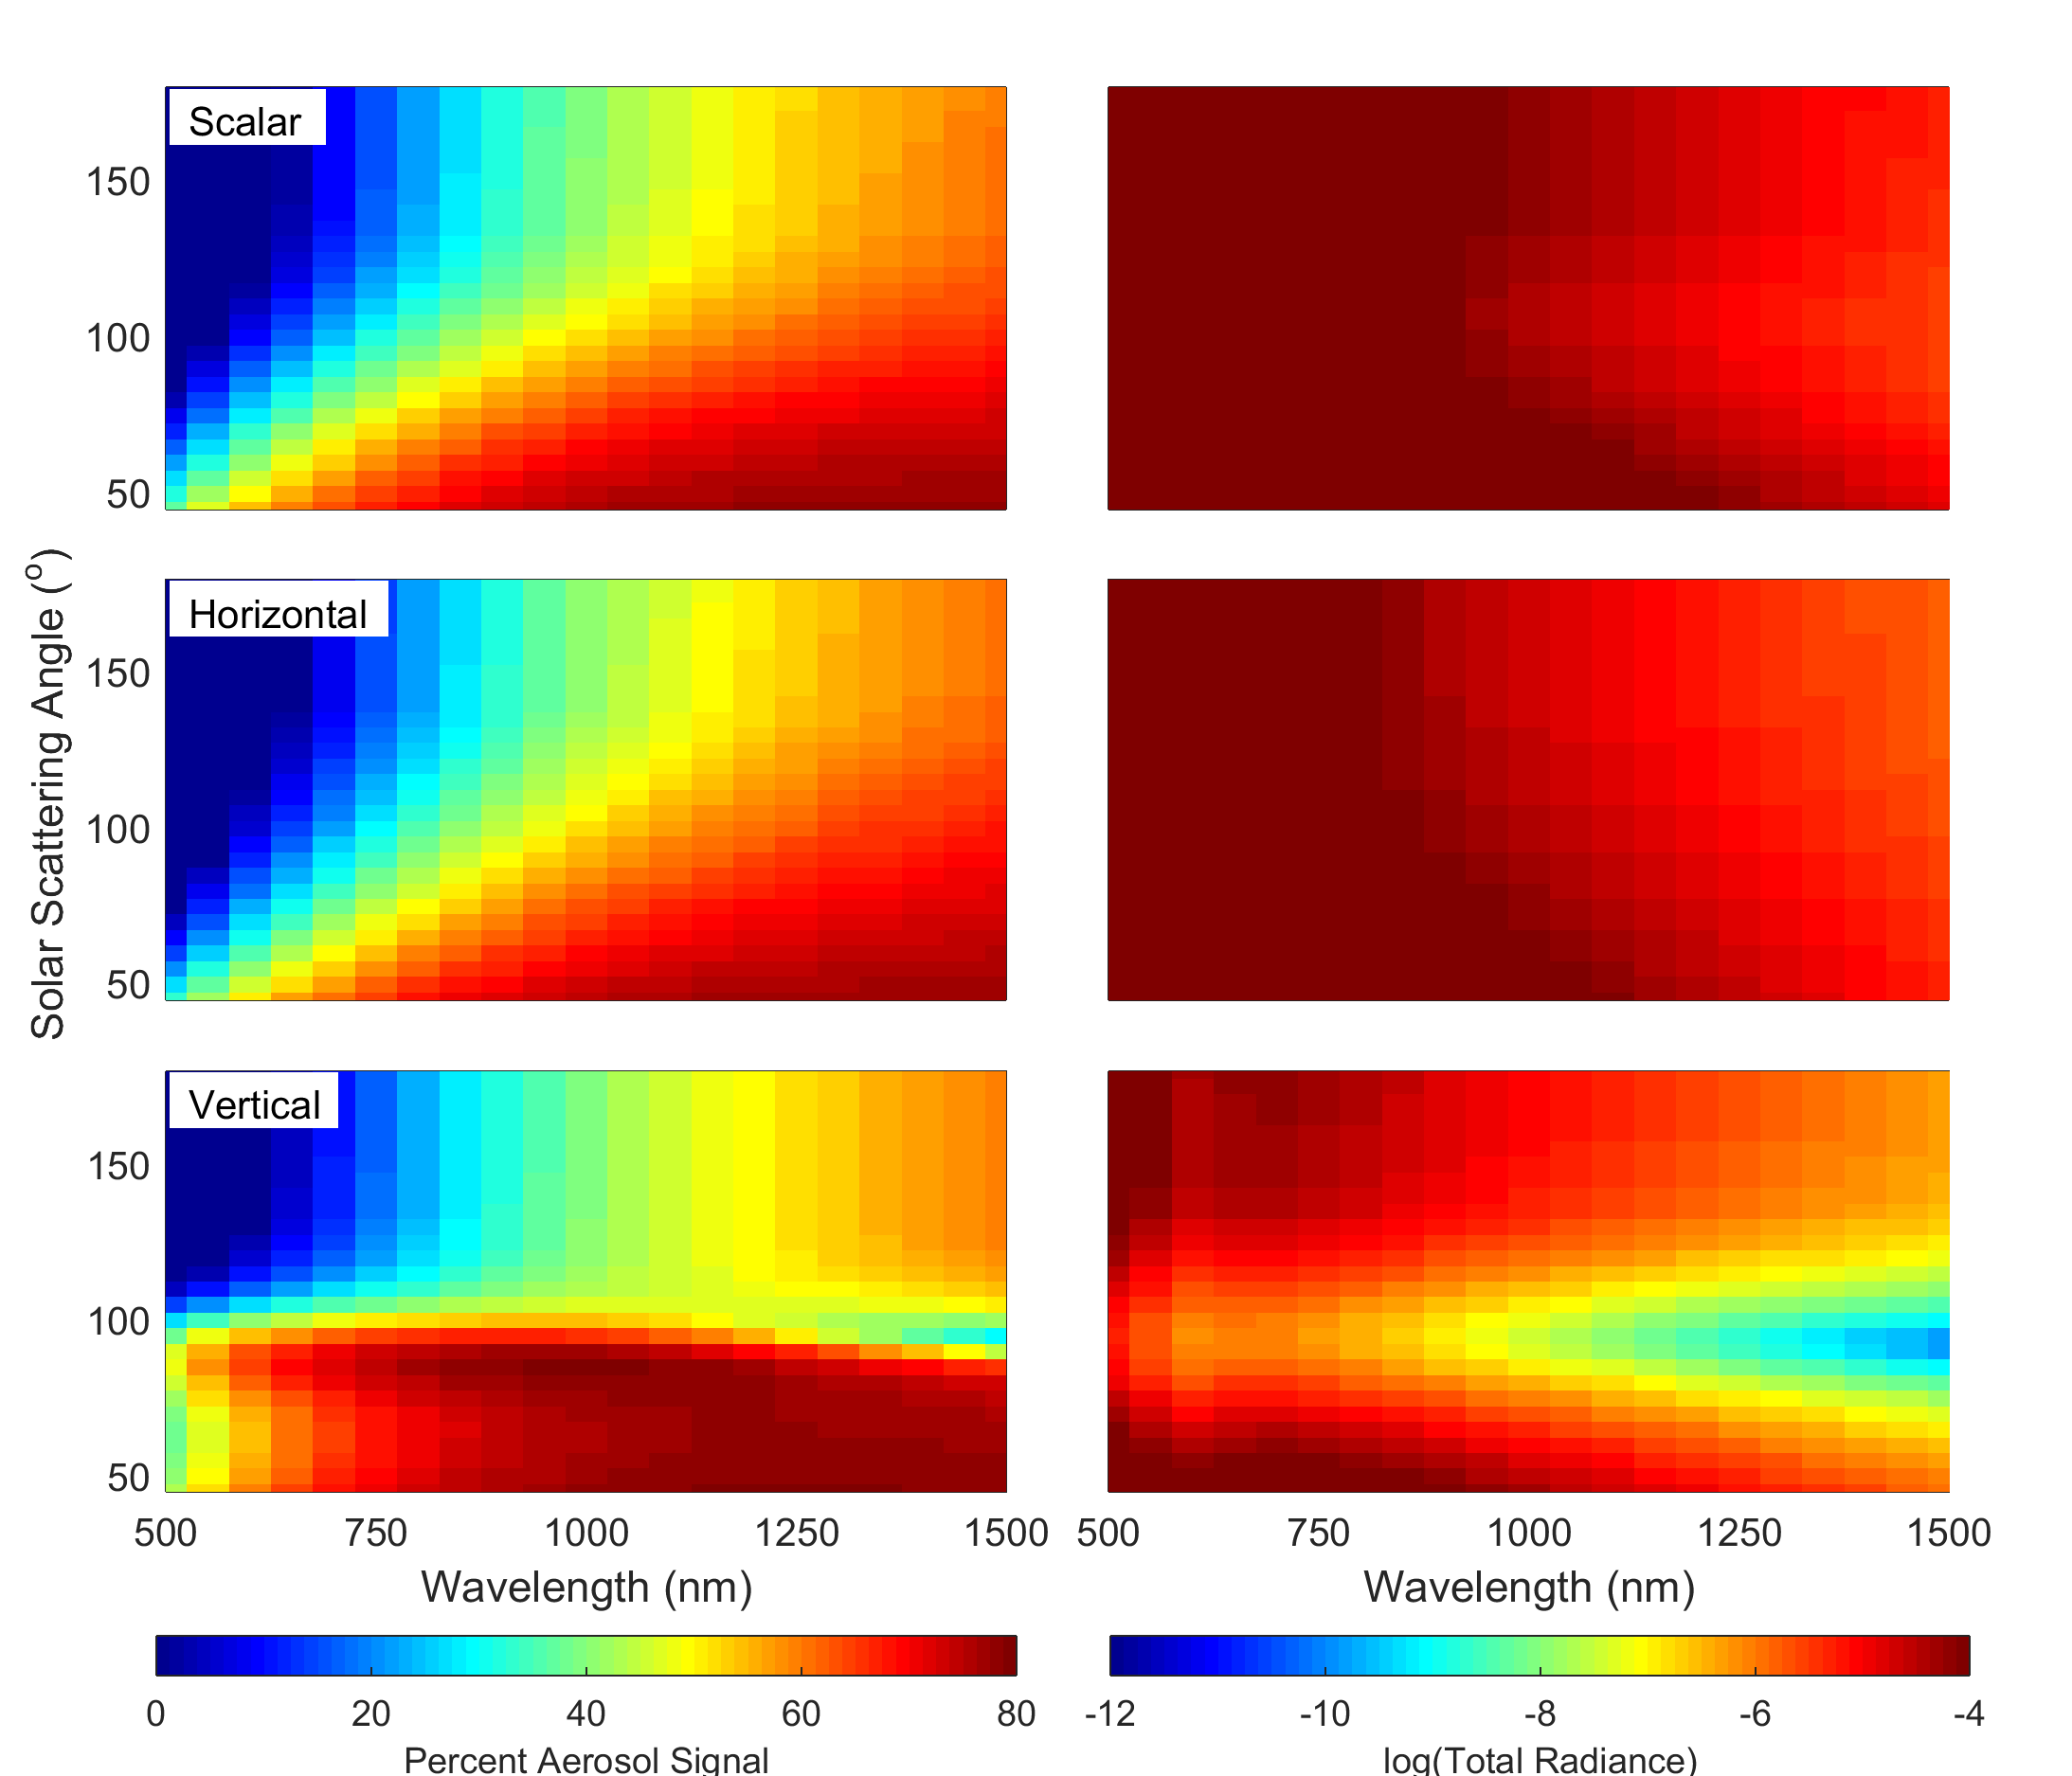 Scalar
150
100
50
Horizontal
150
100
50
Vertical
150
100
50
Solar Scattering Angle (º)
500 750 1000 1250 1500
500 750 1000 1250 1500
Wavelength (nm)
Wavelength (nm)
0 20 40 60 80
-12 -10 -8 -6 -4
Percent Aerosol Signal
log(Total Radiance)